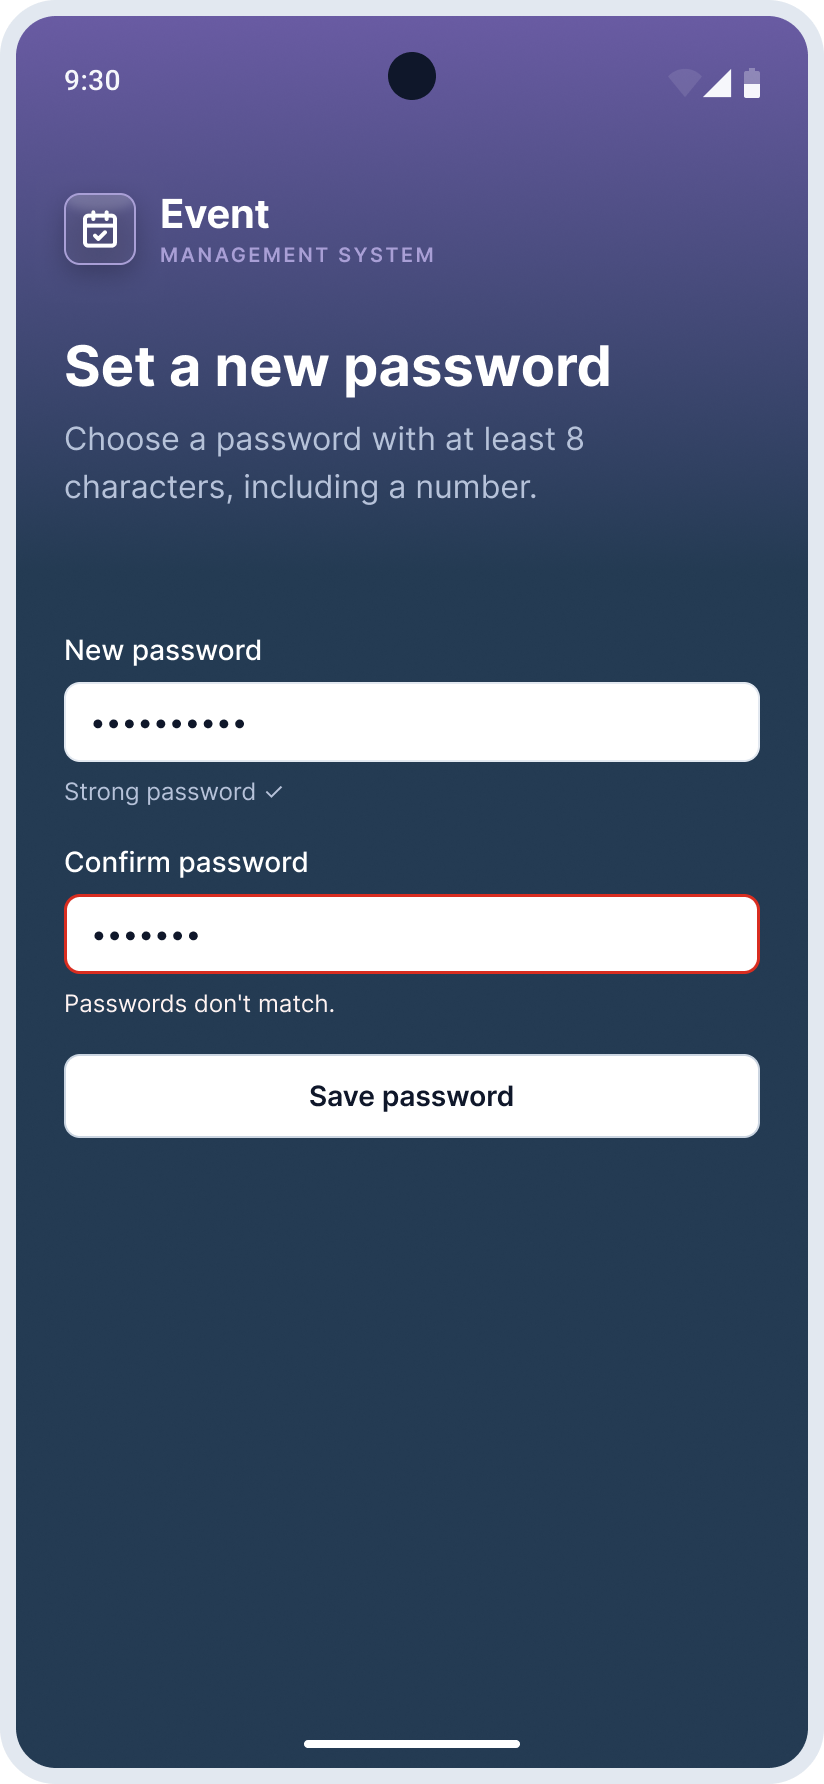 9:30
Event
MANAGEMENT SYSTEM
Set a new password
Choose a password with at least 8
characters, including a number.
New password
••••••••••
Strong password ✓
Confirm password
•••••••
Passwords don't match.
Save password